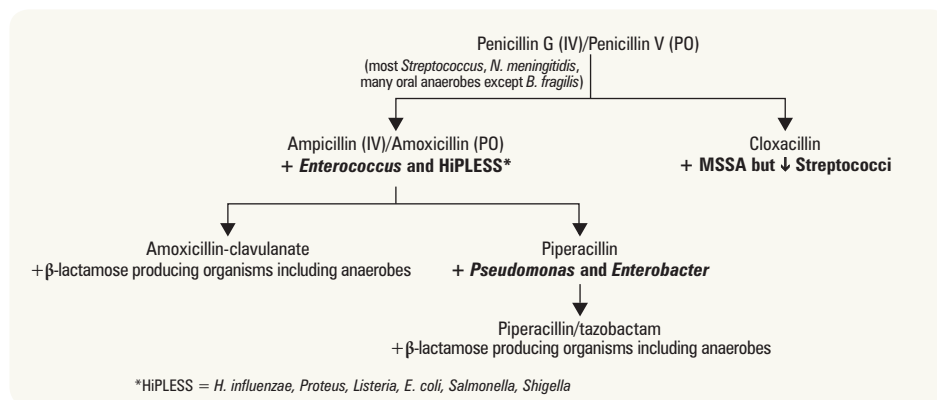 Penicillin G (IV)/Penicillin V (PO)
(most Streptococcus, N. meningitidis,
many oral anaerobes except B. fragilis)
Ampicillin (IV)/Amoxicillin (PO)
+ Enterococcus and HiPLESS*
Cloxacillin
+ MSSA but ↓ Streptococci
Amoxicillin-clavulanate
+β-lactamose producing organisms including anaerobes
Piperacillin
+ Pseudomonas and Enterobacter
Piperacillin/tazobactam
+β-lactamose producing organisms including anaerobes
*HiPLESS = H. influenzae, Proteus, Listeria, E. coli, Salmonella, Shigella